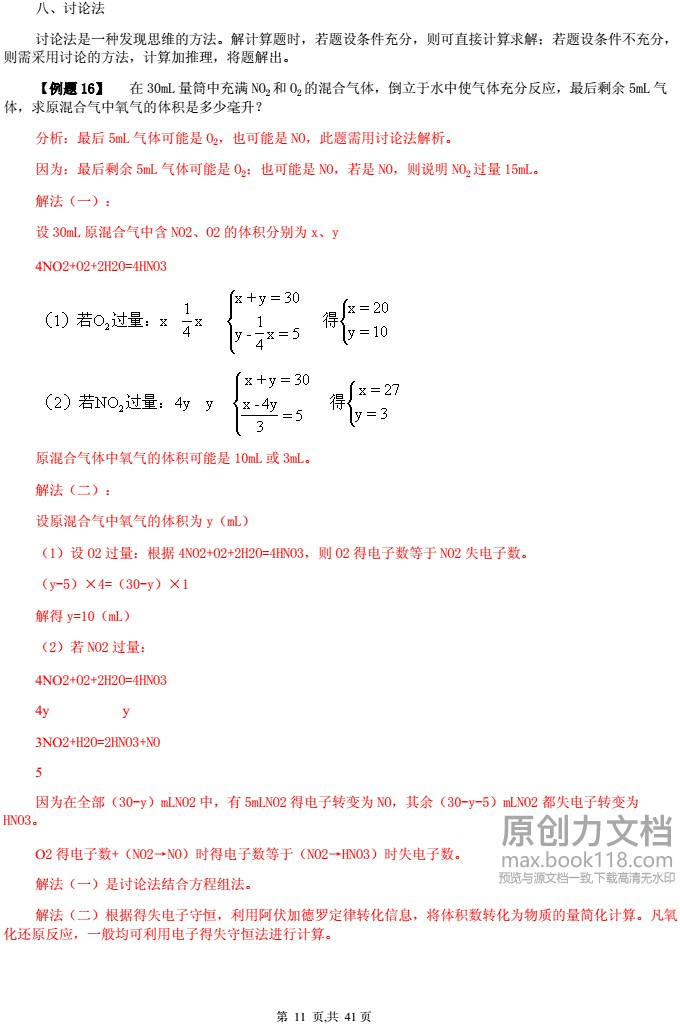 八、讨论法
讨论法是一种发现思维的方法。解计算题时，若题设条件充分，则可直接计算求解；若题设条件不充分，
则需采用讨论的方法，计算加推理，将题解出。
【例题16】 在30mL量筒中充满NO₂和O₂的混合气体，倒立于水中使气体充分反应，最后剩余5mL气
体，求原混合气中氧气的体积是多少毫升？
分析：最后5mL气体可能是O₂，也可能是NO，此题需用讨论法解析。
因为：最后剩余5mL气体可能是O₂；也可能是NO，若是NO，则说明NO₂过量15mL。
解法（一）：
设30mL原混合气中含NO2、O2的体积分别为x、y
4NO2+O2+2H2O=4HNO3
（1）若O₂过量：x 1/4 x { x+y=30 ; y-1/4 x=5 得 { x=20 ; y=10
（2）若NO₂过量：4y y { x+y=30 ; (x-4y)/3=5 得 { x=27 ; y=3
原混合气体中氧气的体积可能是10mL或3mL。
解法（二）：
设原混合气中氧气的体积为y（mL）
（1）设O2过量：根据4NO2+O2+2H2O=4HNO3，则O2得电子数等于NO2失电子数。
（y-5）×4=（30-y）×1
解得y=10（mL）
（2）若NO2过量：
4NO2+O2+2H2O=4HNO3
4y y
3NO2+H2O=2HNO3+NO
5
因为在全部（30-y）mLNO2中，有5mLNO2得电子转变为NO，其余（30-y-5）mLNO2都失电子转变为
HNO3。
O2得电子数+（NO2→NO）时得电子数等于（NO2→HNO3）时失电子数。
解法（一）是讨论法结合方程组法。
解法（二）根据得失电子守恒，利用阿伏加德罗定律转化信息，将体积数转化为物质的量简化计算。凡氧
化还原反应，一般均可利用电子得失守恒法进行计算。
原创力文档
max.book118.com
预览与源文档一致,下载高清无水印
第 11 页,共 41页